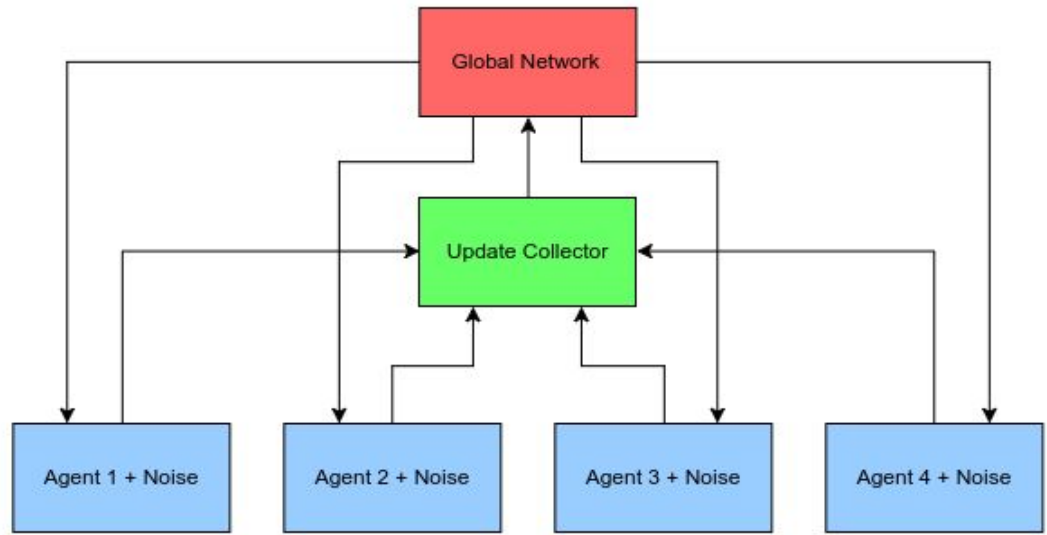 Global Network
Update Collector
Agent 1 + Noise
Agent 2 + Noise
Agent 3 + Noise
Agent 4 + Noise